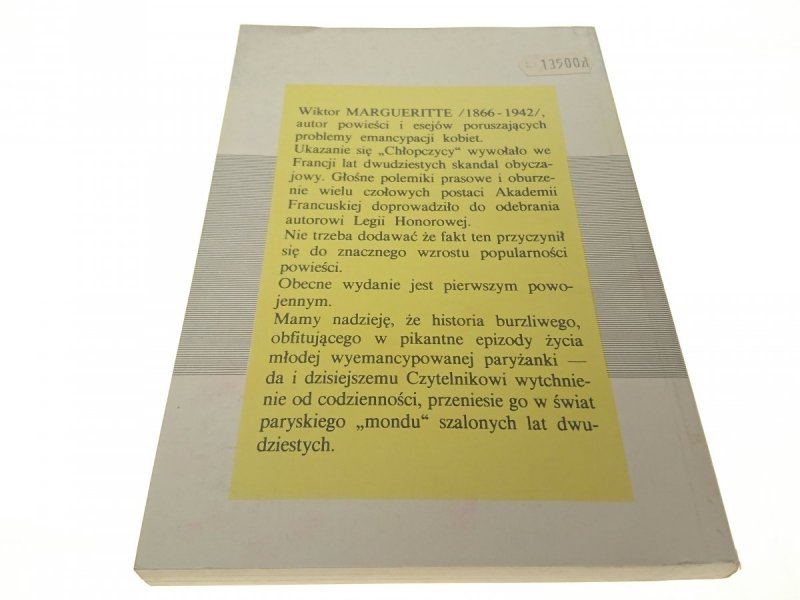 13500zł
Wiktor MARGUERITTE /1866 - 1942/,
autor powieści i esejów poruszających
problemy emancypacji kobiet.
Ukazanie się „Chłopczycy” wywołało we
Francji lat dwudziestych skandal obycza-
jowy. Głośne polemiki prasowe i oburze-
nie wielu czołowych postaci Akademii
Francuskiej doprowadziło do odebrania
autorowi Legii Honorowej.
Nie trzeba dodawać że fakt ten przyczynił
się do znacznego wzrostu popularności
powieści.
Obecne wydanie jest pierwszym powo-
jennym.
Mamy nadzieję, że historia burzliwego,
obfitującego w pikantne epizody życia
młodej wyemancypowanej paryżanki —
da i dzisiejszemu Czytelnikowi wytchnie-
nie od codzienności, przeniesie go w świat
paryskiego „mondu“ szalonych lat dwu-
dziestych.